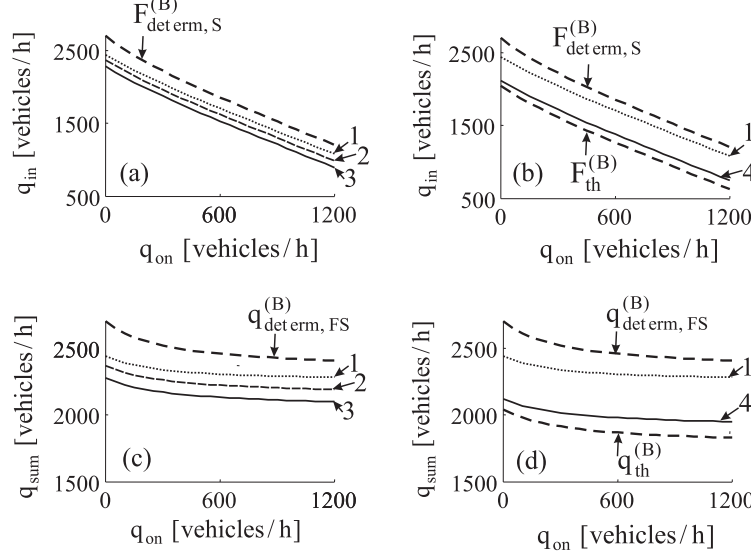 F(B)determ, S
2500
1500
500
q_in [vehicles/h]
1
2
3
(a)
0
600
1200
q_on [vehicles/h]
F(B)determ, S
2500
1500
500
q_in [vehicles/h]
1
4
F(B)th
(b)
0
600
1200
q_on [vehicles/h]
q(B)determ, FS
2500
2000
1500
q_sum [vehicles/h]
1
2
3
(c)
0
600
1200
q_on [vehicles/h]
q(B)determ, FS
2500
2000
1500
q_sum [vehicles/h]
1
4
q(B)th
(d)
0
600
1200
q_on [vehicles/h]